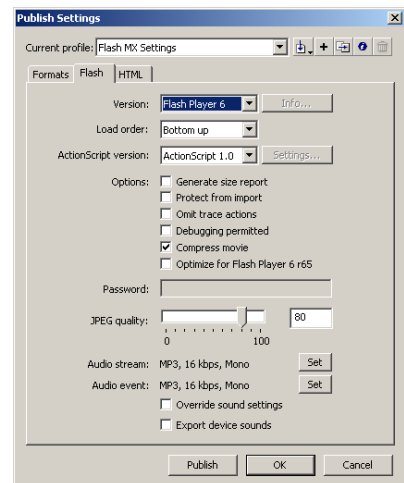 Publish Settings
Current profile: Flash MX Settings
Formats Flash HTML
Version: Flash Player 6 Info...
Load order: Bottom up
ActionScript version: ActionScript 1.0 Settings...
Options: Generate size report
Protect from import
Omit trace actions
Debugging permitted
Compress movie
Optimize for Flash Player 6 r65
Password:
JPEG quality: 80
0 100
Audio stream: MP3, 16 kbps, Mono Set
Audio event: MP3, 16 kbps, Mono Set
Override sound settings
Export device sounds
Publish OK Cancel